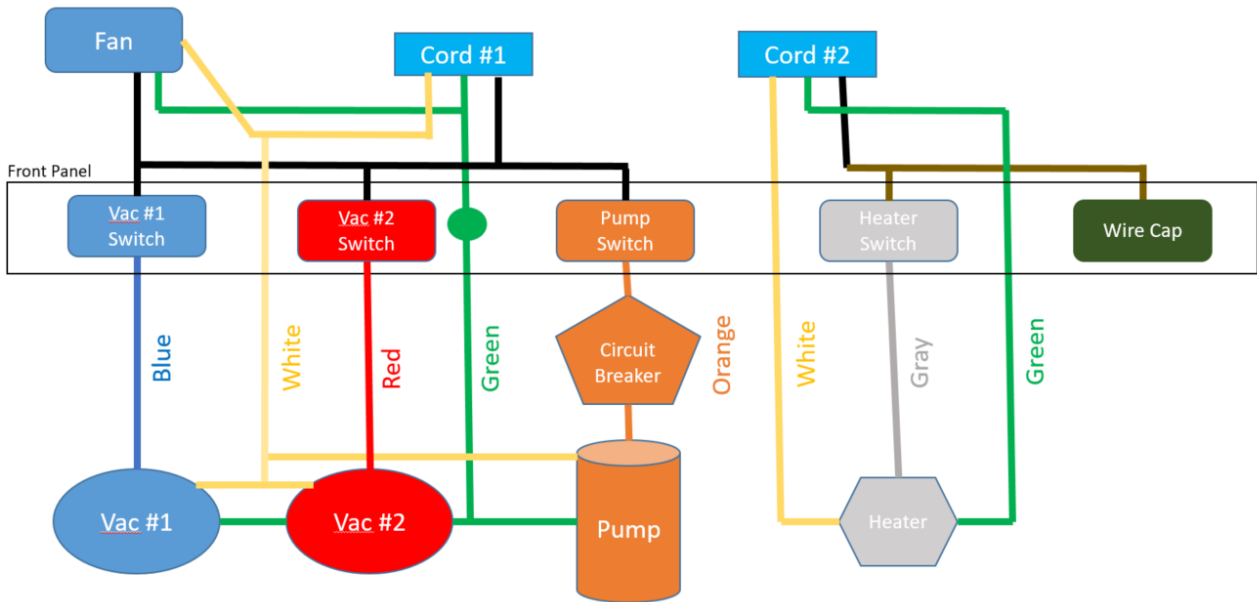 Fan
Cord #1
Cord #2
Front Panel
Vac #1
Switch
Vac #2
Switch
Pump
Switch
Heater
Switch
Wire Cap
Blue
White
Red
Green
Circuit
Breaker
Orange
White
Gray
Green
Vac #1
Vac #2
Pump
Heater